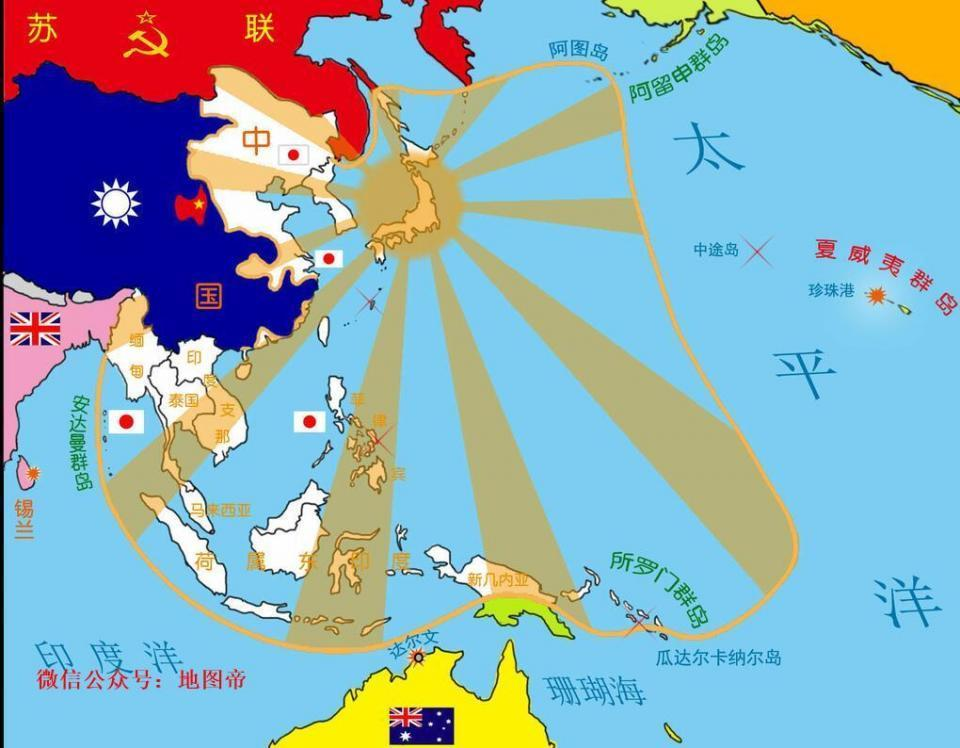 苏联
阿图岛
阿留申群岛
中国
太平洋
中途岛
夏威夷群岛
珍珠港
缅甸
印度支那
泰国
安达曼群岛
菲律宾
锡兰
马来西亚
荷属东印度
新几内亚
所罗门群岛
瓜达尔卡纳尔岛
达尔文
印度洋
珊瑚海
微信公众号：地图帝